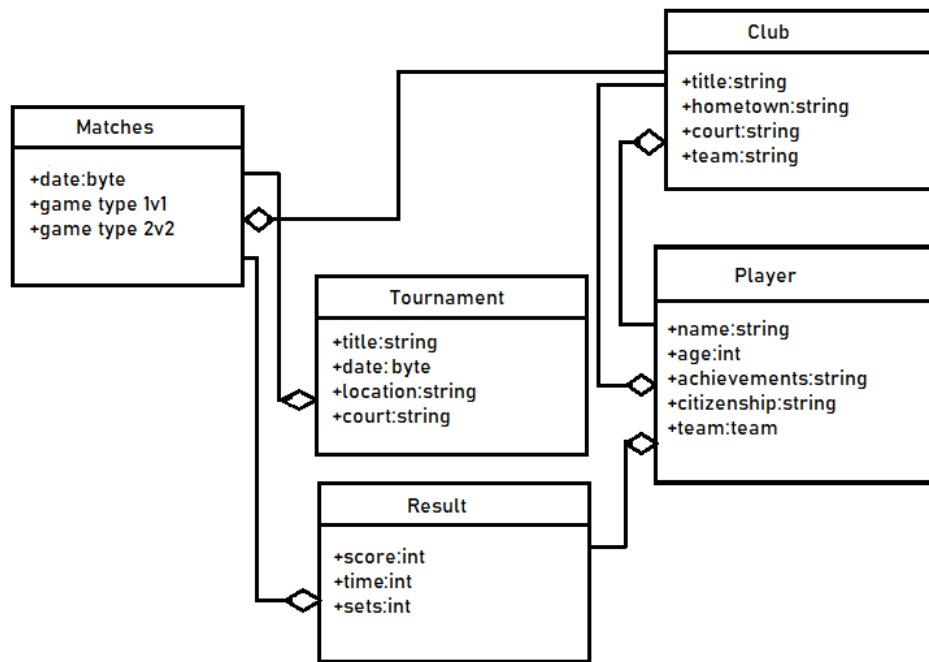 Club
+title:string
+hometown:string
+court:string
+team:string
Matches
+date:byte
+game type 1v1
+game type 2v2
Tournament
+title:string
+date: byte
+location:string
+court:string
Player
+name:string
+age:int
+achievements:string
+citizenship:string
+team:team
Result
+score:int
+time:int
+sets:int